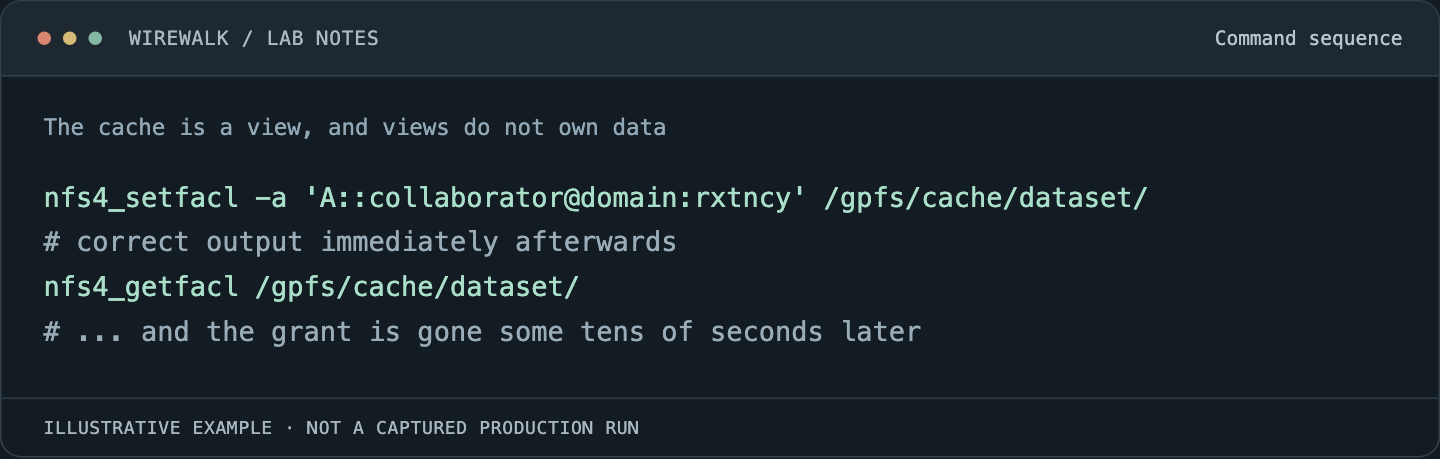 WIREWALK / LAB NOTES
Command sequence
The cache is a view, and views do not own data
nfs4_setfacl -a 'A::collaborator@domain:rxtncy' /gpfs/cache/dataset/
# correct output immediately afterwards
nfs4_getfacl /gpfs/cache/dataset/
# ... and the grant is gone some tens of seconds later
ILLUSTRATIVE EXAMPLE · NOT A CAPTURED PRODUCTION RUN